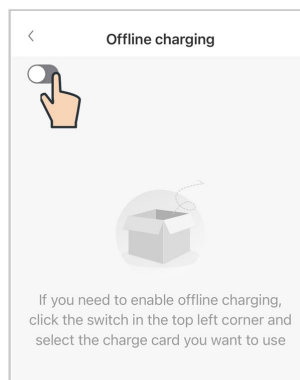 Offline charging
If you need to enable offline charging,
click the switch in the top left corner and
select the charge card you want to use